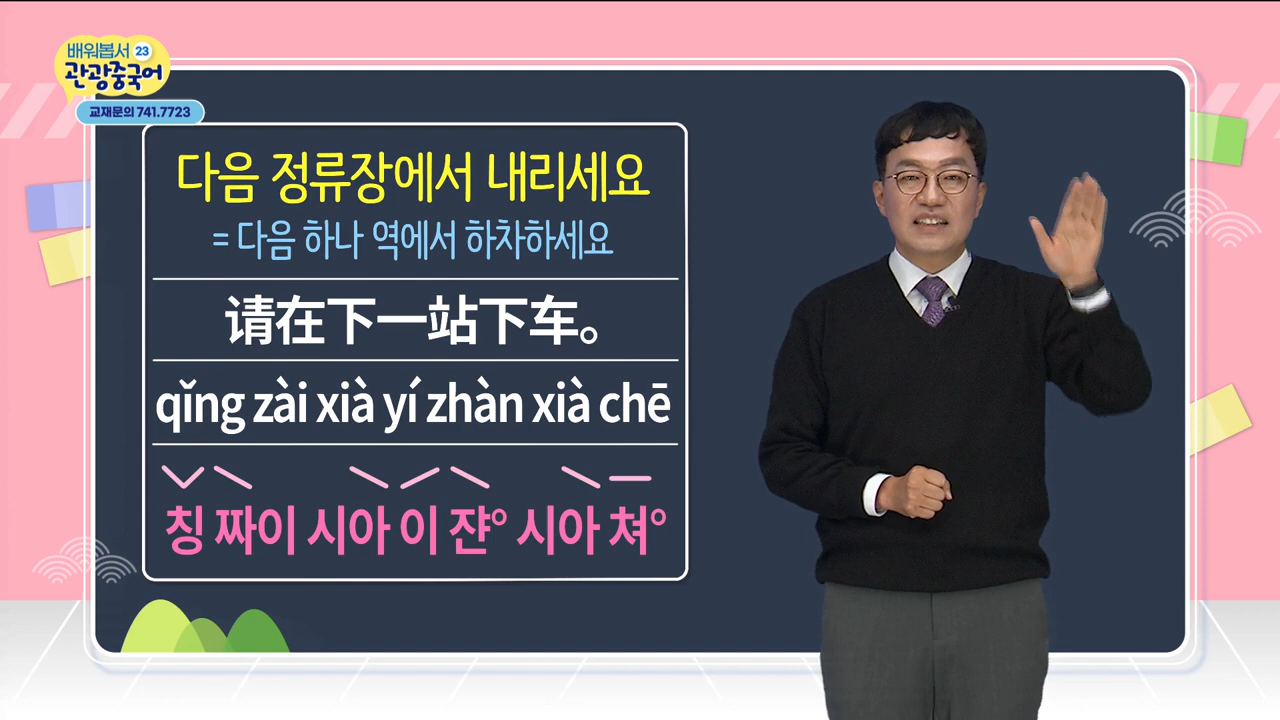 배워봅서 23
관광중국어
교재문의 741.7723
다음 정류장에서 내리세요
= 다음 하나 역에서 하차하세요
请在下一站下车。
qǐng zài xià yí zhàn xià chē
칭 짜이 시아 이 쟌° 시아 쳐°